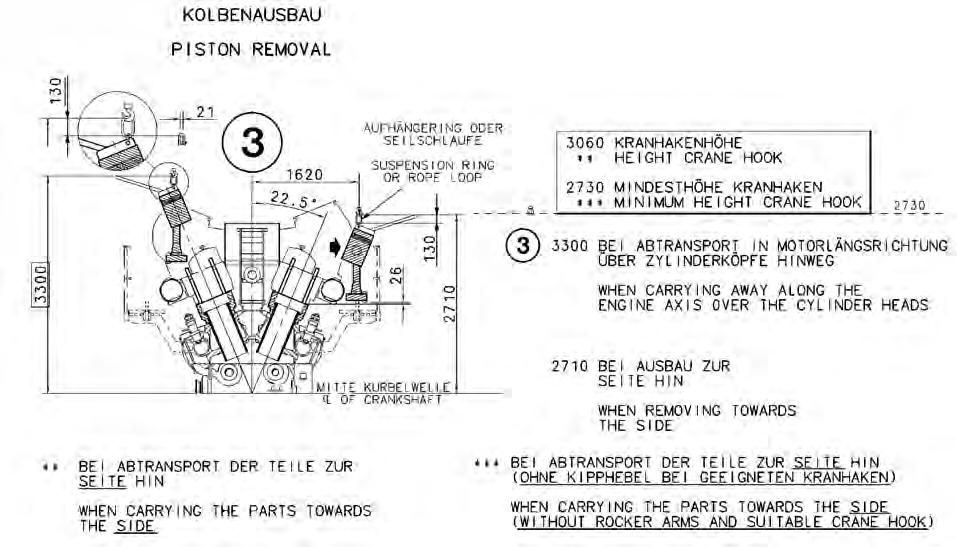 KOLBENAUSBAU
PISTON REMOVAL
130
21
3
AUFHÄNGERING ODER
SEILSCHLAUFE
SUSPENSION RING
OR ROPE LOOP
1620
22.5°
3300
130
26
2710
MITTE KURBELWELLE
℄ OF CRANKSHAFT
3060 KRANHAKENHÖHE
** HEIGHT CRANE HOOK
2730 MINDESTHÖHE KRANHAKEN
*** MINIMUM HEIGHT CRANE HOOK
2730
3 3300 BEI ABTRANSPORT IN MOTORLÄNGSRICHTUNG
ÜBER ZYLINDERKÖPFE HINWEG
WHEN CARRYING AWAY ALONG THE
ENGINE AXIS OVER THE CYLINDER HEADS
2710 BEI AUSBAU ZUR
SEITE HIN
WHEN REMOVING TOWARDS
THE SIDE
** BEI ABTRANSPORT DER TEILE ZUR
SEITE HIN
WHEN CARRYING THE PARTS TOWARDS
THE SIDE
*** BEI ABTRANSPORT DER TEILE ZUR SEITE HIN
(OHNE KIPPHEBEL BEI GEEIGNETEN KRANHAKEN)
WHEN CARRYING THE PARTS TOWARDS THE SIDE
(WITHOUT ROCKER ARMS AND SUITABLE CRANE HOOK)